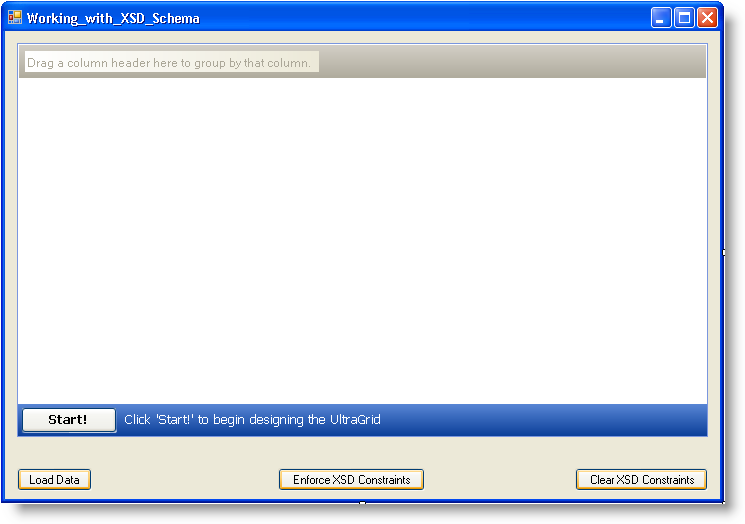 Working_with_XSD_Schema
Drag a column header here to group by that column.
Start! Click 'Start!' to begin designing the UltraGrid
Load Data Enforce XSD Constraints Clear XSD Constraints